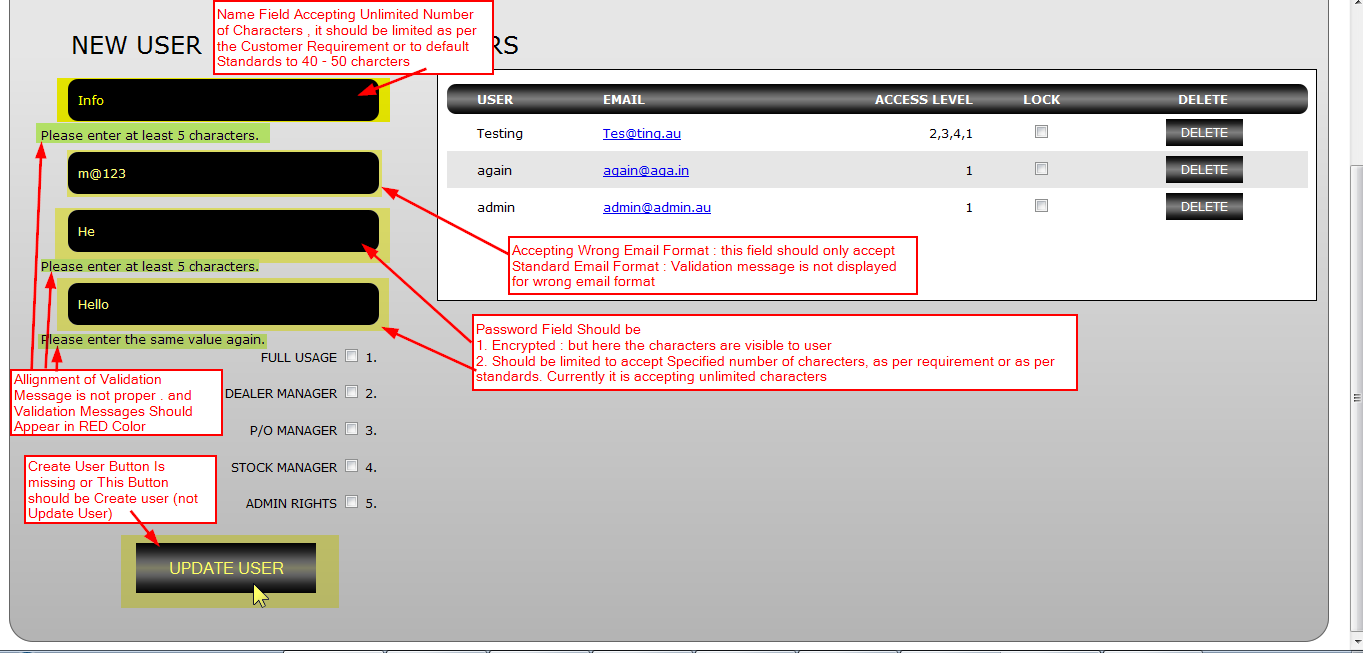 Name Field Accepting Unlimited Number
of Characters , it should be limited as per
the Customer Requirement or to default
Standards to 40 - 50 charcters
NEW USER
RS
Info
Please enter at least 5 characters.
m@123
He
Please enter at least 5 characters.
Hello
Please enter the same value again.
USER EMAIL ACCESS LEVEL LOCK DELETE
Testing Tes@ting.au 2,3,4,1 DELETE
again again@aga.in 1 DELETE
admin admin@admin.au 1 DELETE
Accepting Wrong Email Format : this field should only accept
Standard Email Format : Validation message is not displayed
for wrong email format
Password Field Should be
1. Encrypted : but here the characters are visible to user
2. Should be limited to accept Specified number of charecters, as per requirement or as per
standards. Currently it is accepting unlimited characters
FULL USAGE 1.
DEALER MANAGER 2.
P/O MANAGER 3.
STOCK MANAGER 4.
ADMIN RIGHTS 5.
Allignment of Validation
Message is not proper . and
Validation Messages Should
Appear in RED Color
Create User Button Is
missing or This Button
should be Create user (not
Update User)
UPDATE USER